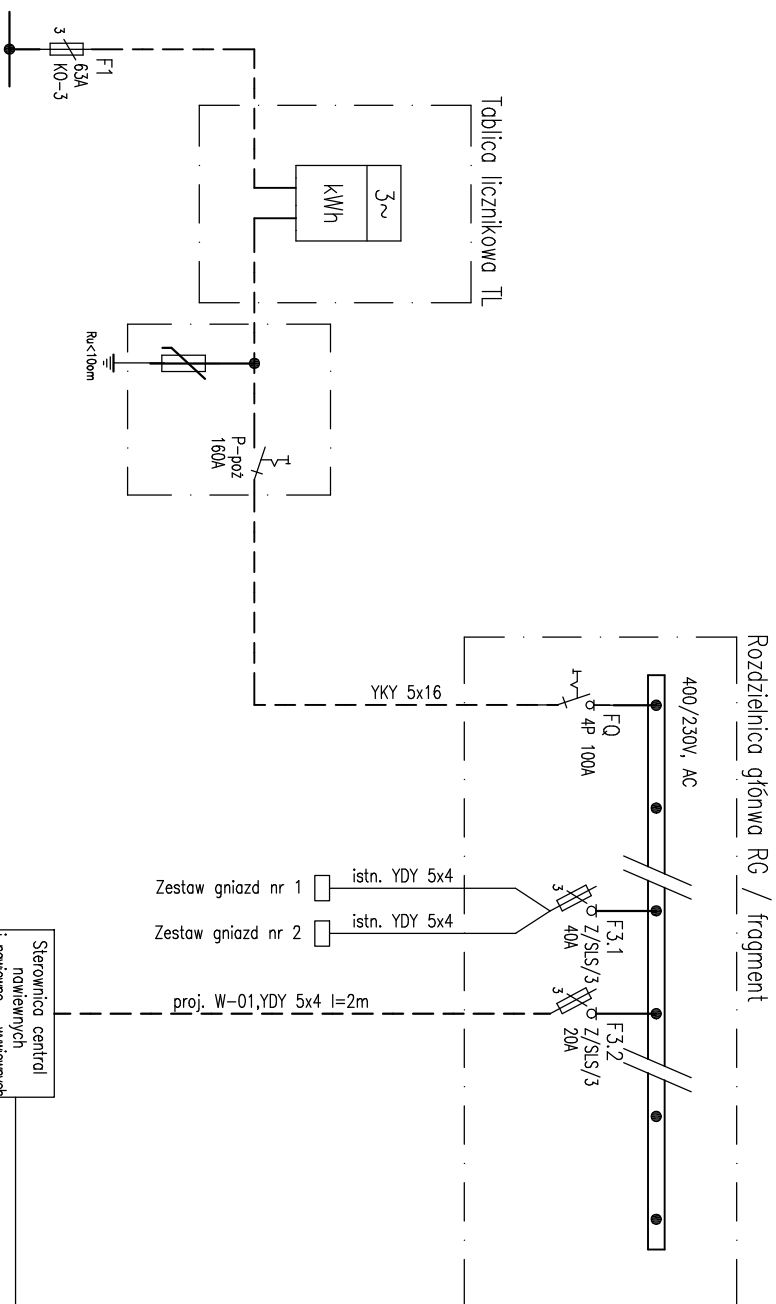 Rozdzielnica główna RG / fragment
400/230V, AC
FQ
4P 100A
F3.1
Z/SLS/3
40A
3
F3.2
Z/SLS/3
20A
3
YKY 5x16
istn. YDY 5x4
istn. YDY 5x4
Zestaw gniazd nr 1
Zestaw gniazd nr 2
proj. W-01,YDY 5x4 l=2m
Sterownica central
nawiewnych
Tablica licznikowa TL
3~
kWh
F1
63A
KO-3
3
P-poż
160A
Ru<10om